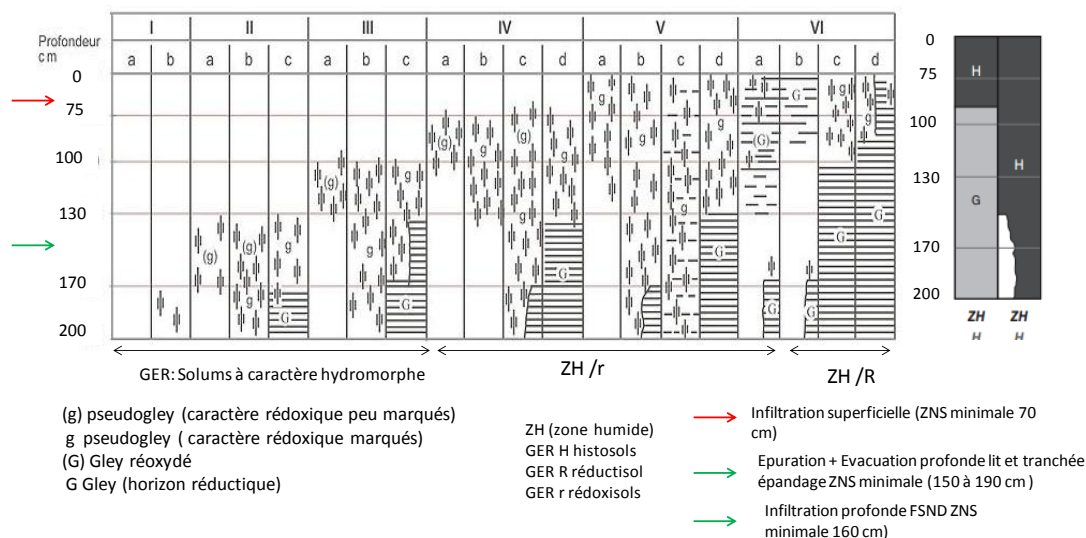 I II III IV V VI
Profondeur
cm
a b a b c a b c a b c d a b c d a b c d
0
75
100
130
170
200
(g) (g) g g G
(g) g g g G
(g) g (g) g g G
g g g g G G
(G) G g g G G G G
0
75
100
130
170
200
H
G
H
ZH ZH
H H
GER: Solums à caractère hydromorphe
ZH /r
ZH /R
(g) pseudogley (caractère rédoxique peu marqués)
g pseudogley ( caractère rédoxique marqués)
(G) Gley réoxydé
G Gley (horizon réductique)
ZH (zone humide)
GER H histosols
GER R réductisol
GER r rédoxisols
Infiltration superficielle (ZNS minimale 70
cm)
Epuration + Evacuation profonde lit et tranchée
épandage ZNS minimale (150 à 190 cm )
Infiltration profonde FSND ZNS
minimale 160 cm)